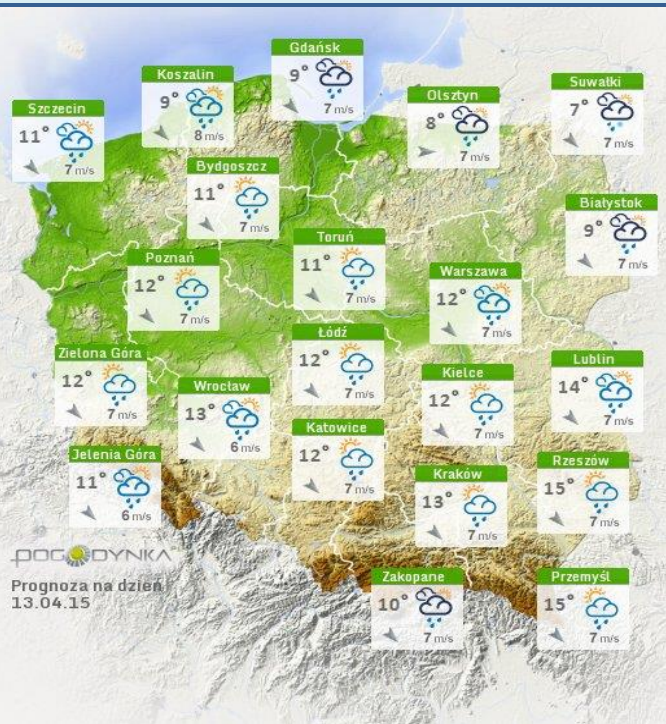 Gdańsk
9°
7 m/s
Koszalin
9°
8 m/s
Suwałki
7°
7 m/s
Olsztyn
8°
7 m/s
Szczecin
11°
7 m/s
Bydgoszcz
11°
7 m/s
Białystok
9°
7 m/s
Toruń
11°
7 m/s
Poznań
12°
7 m/s
Warszawa
12°
7 m/s
Łódź
12°
7 m/s
Zielona Góra
12°
7 m/s
Lublin
14°
7 m/s
Kielce
12°
7 m/s
Wrocław
13°
6 m/s
Katowice
12°
7 m/s
Jelenia Góra
11°
6 m/s
Rzeszów
15°
7 m/s
Kraków
13°
7 m/s
POGODYNKA
Prognoza na dzień
13.04.15
Zakopane
10°
7 m/s
Przemyśl
15°
7 m/s